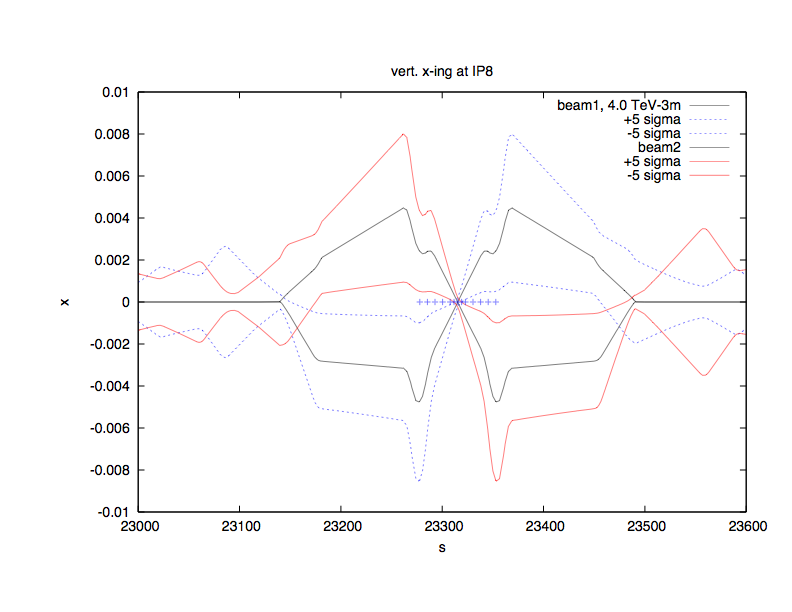 vert. x-ing at IP8
0.01
0.008
0.006
0.004
0.002
0
-0.002
-0.004
-0.006
-0.008
-0.01
x
beam1, 4.0 TeV-3m
+5 sigma
-5 sigma
beam2
+5 sigma
-5 sigma
23000 23100 23200 23300 23400 23500 23600
s